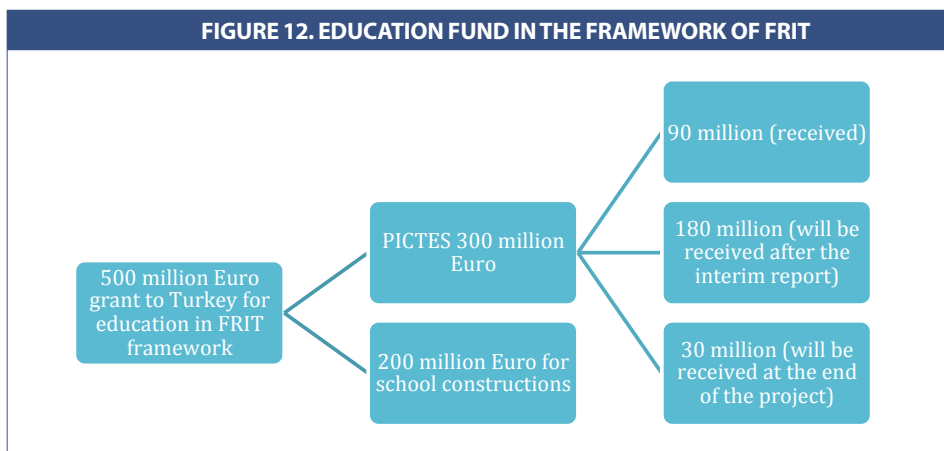 FIGURE 12. EDUCATION FUND IN THE FRAMEWORK OF FRIT
500 million Euro
grant to Turkey for
education in FRIT
framework
PICTES 300 million
Euro
200 million Euro for
school constructions
90 million (received)
180 million (will be
received after the
interim report)
30 million (will be
received at the end
of the project)